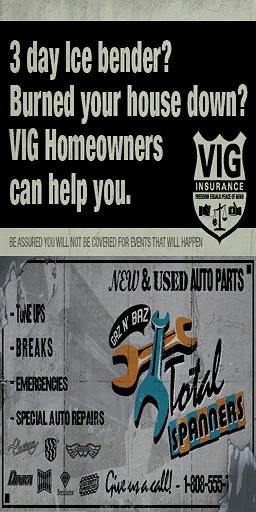 3 day Ice bender?
Burned your house down?
VIG Homeowners
can help you.
VIG
INSURANCE
FREEDOM EQUALS PEACE OF MIND
BE ASSURED YOU WILL NOT BE COVERED FOR EVENTS THAT WILL HAPPEN
NEW & USED AUTO PARTS
GAZ N' BAZ
- TUNE UPS
- BREAKS
- EMERGENCIES
- SPECIAL AUTO REPAIRS
Total
SPANNERS
Give us a call! - 1-808-555-